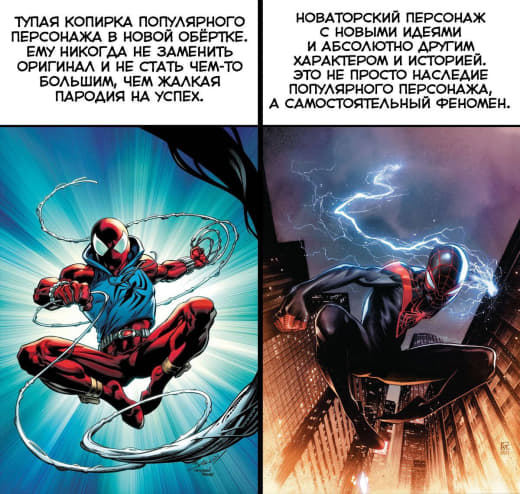 ТУПАЯ КОПИРКА ПОПУЛЯРНОГО
ПЕРСОНАЖА В НОВОЙ ОБЁРТКЕ.
ЕМУ НИКОГДА НЕ ЗАМЕНИТЬ
ОРИГИНАЛ И НЕ СТАТЬ ЧЕМ-ТО
БОЛЬШИМ, ЧЕМ ЖАЛКАЯ
ПАРОДИЯ НА УСПЕХ.
НОВАТОРСКИЙ ПЕРСОНАЖ
С НОВЫМИ ИДЕЯМИ
И АБСОЛЮТНО ДРУГИМ
ХАРАКТЕРОМ И ИСТОРИЕЙ.
ЭТО НЕ ПРОСТО НАСЛЕДИЕ
ПОПУЛЯРНОГО ПЕРСОНАЖА,
А САМОСТОЯТЕЛЬНЫЙ ФЕНОМЕН.